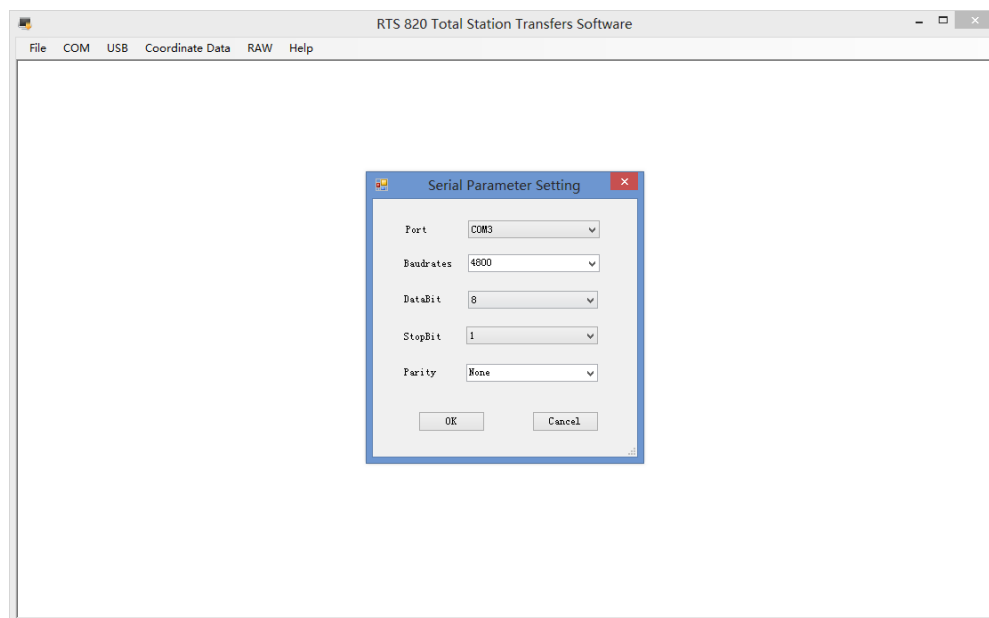 RTS 820 Total Station Transfers Software
File COM USB Coordinate Data RAW Help
Serial Parameter Setting
Port COM3
Baudrates 4800
DataBit 8
StopBit 1
Parity None
OK Cancel